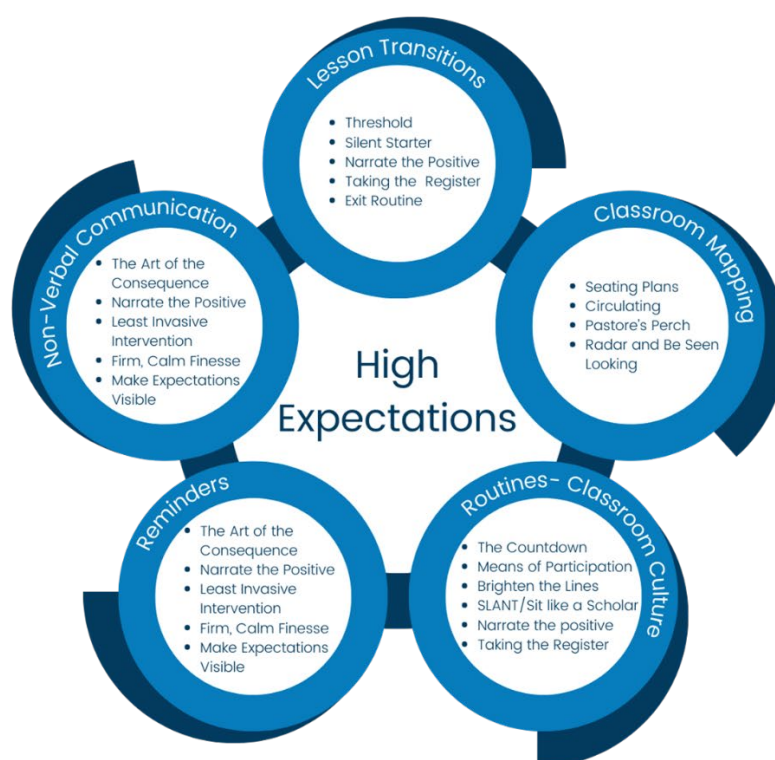 Lesson Transitions
• Threshold
• Silent Starter
• Narrate the Positive
• Taking the Register
• Exit Routine
Classroom Mapping
• Seating Plans
• Circulating
• Pastore's Perch
• Radar and Be Seen
Looking
Routines- Classroom Culture
• The Countdown
• Means of Participation
• Brighten the Lines
• SLANT/Sit like a Scholar
• Narrate the positive
• Taking the Register
Reminders
• The Art of the
Consequence
• Narrate the Positive
• Least Invasive
Intervention
• Firm, Calm Finesse
• Make Expectations
Visible
Non-Verbal Communication
• The Art of the
Consequence
• Narrate the Positive
• Least Invasive
Intervention
• Firm, Calm Finesse
• Make Expectations
Visible
High
Expectations